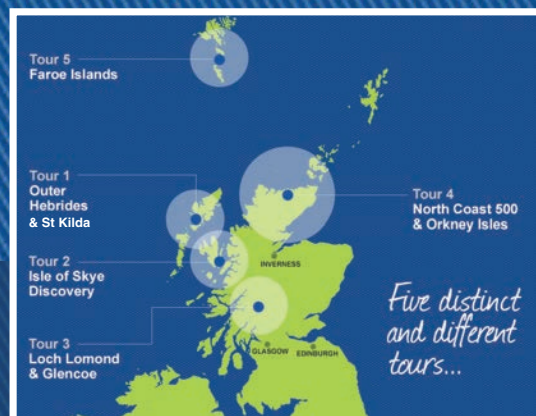 Tour 5
Faroe Islands
Tour 1
Outer
Hebrides
& St Kilda
Tour 4
North Coast 500
& Orkney Isles
Tour 2
Isle of Skye
Discovery
INVERNESS
Five distinct
and different
tours...
Tour 3
Loch Lomond
& Glencoe
GLASGOW
EDINBURGH